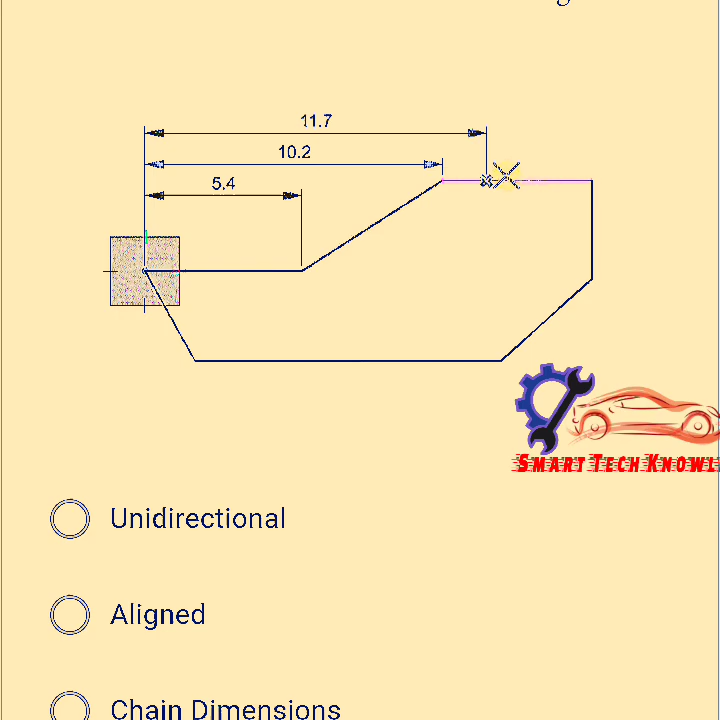 11.7
10.2
5.4
SMART TECH KNOWL
Unidirectional
Aligned
Chain Dimensions